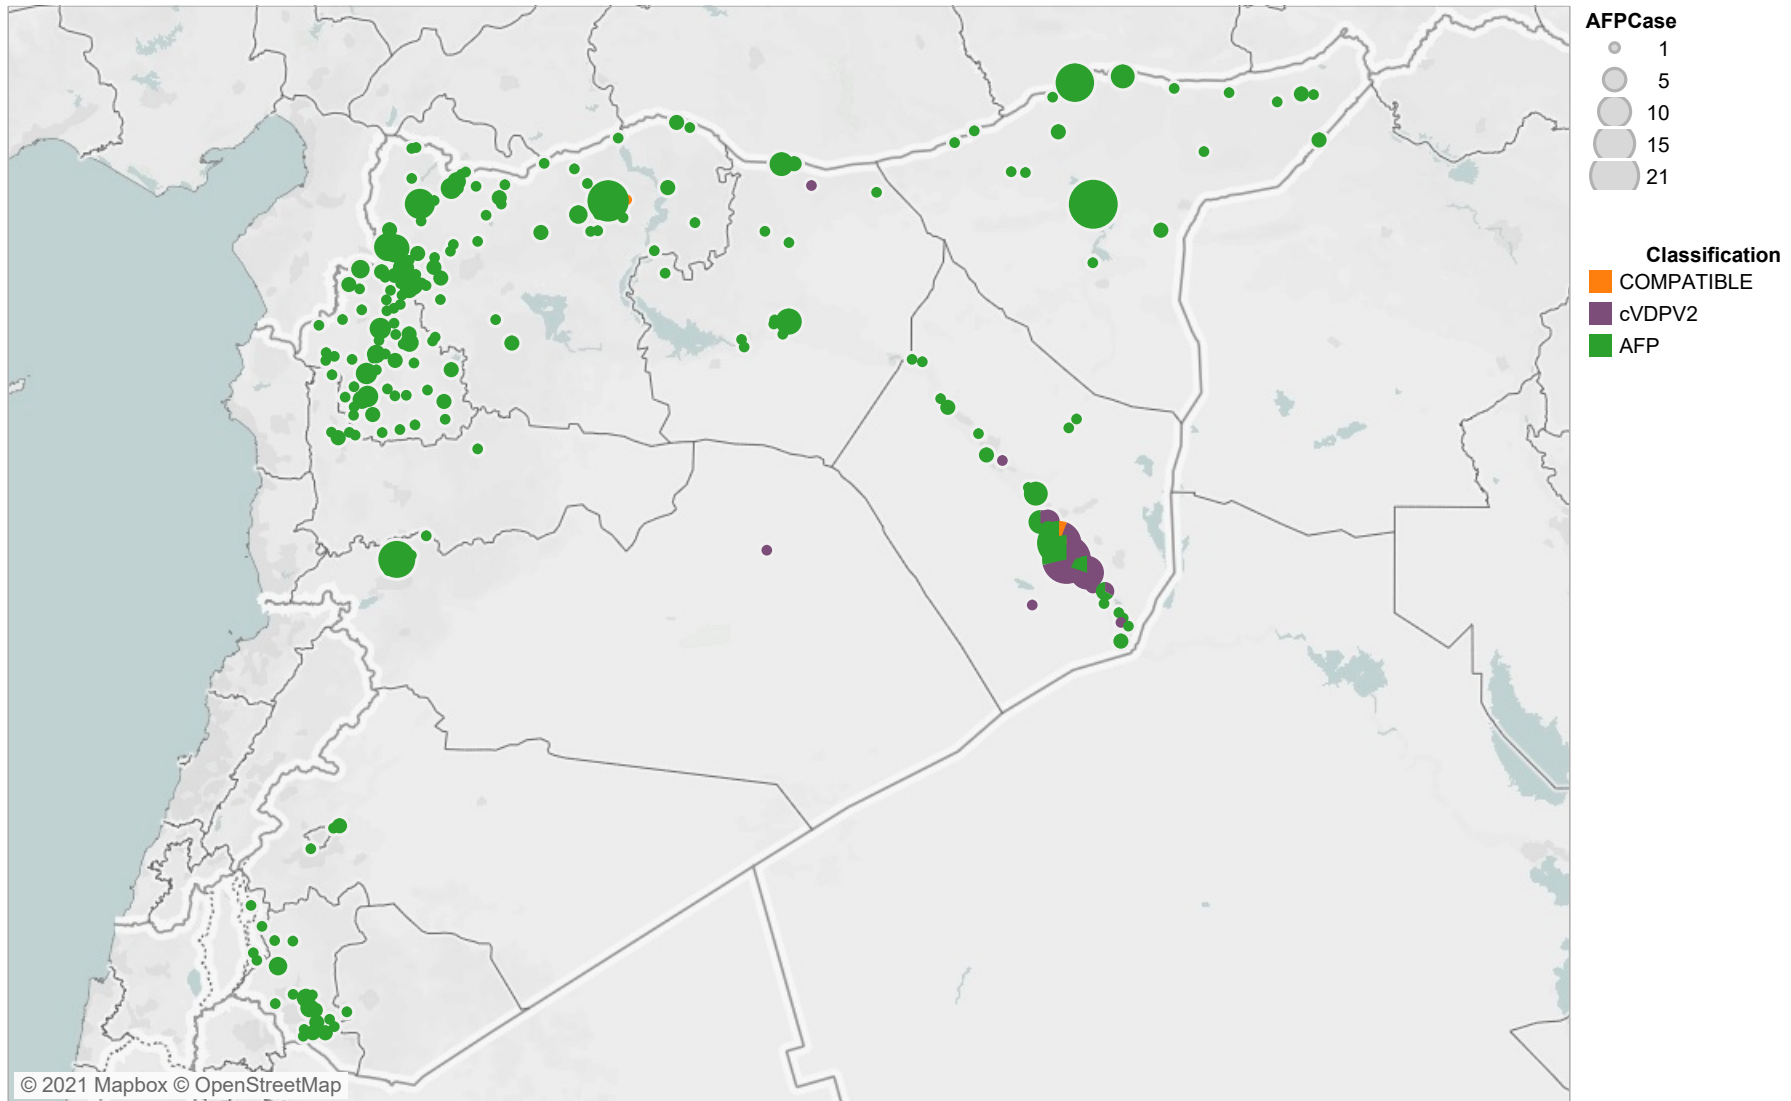 AFPCase
1
5
10
15
21
Classification
COMPATIBLE
cVDPV2
AFP
© 2021 Mapbox © OpenStreetMap